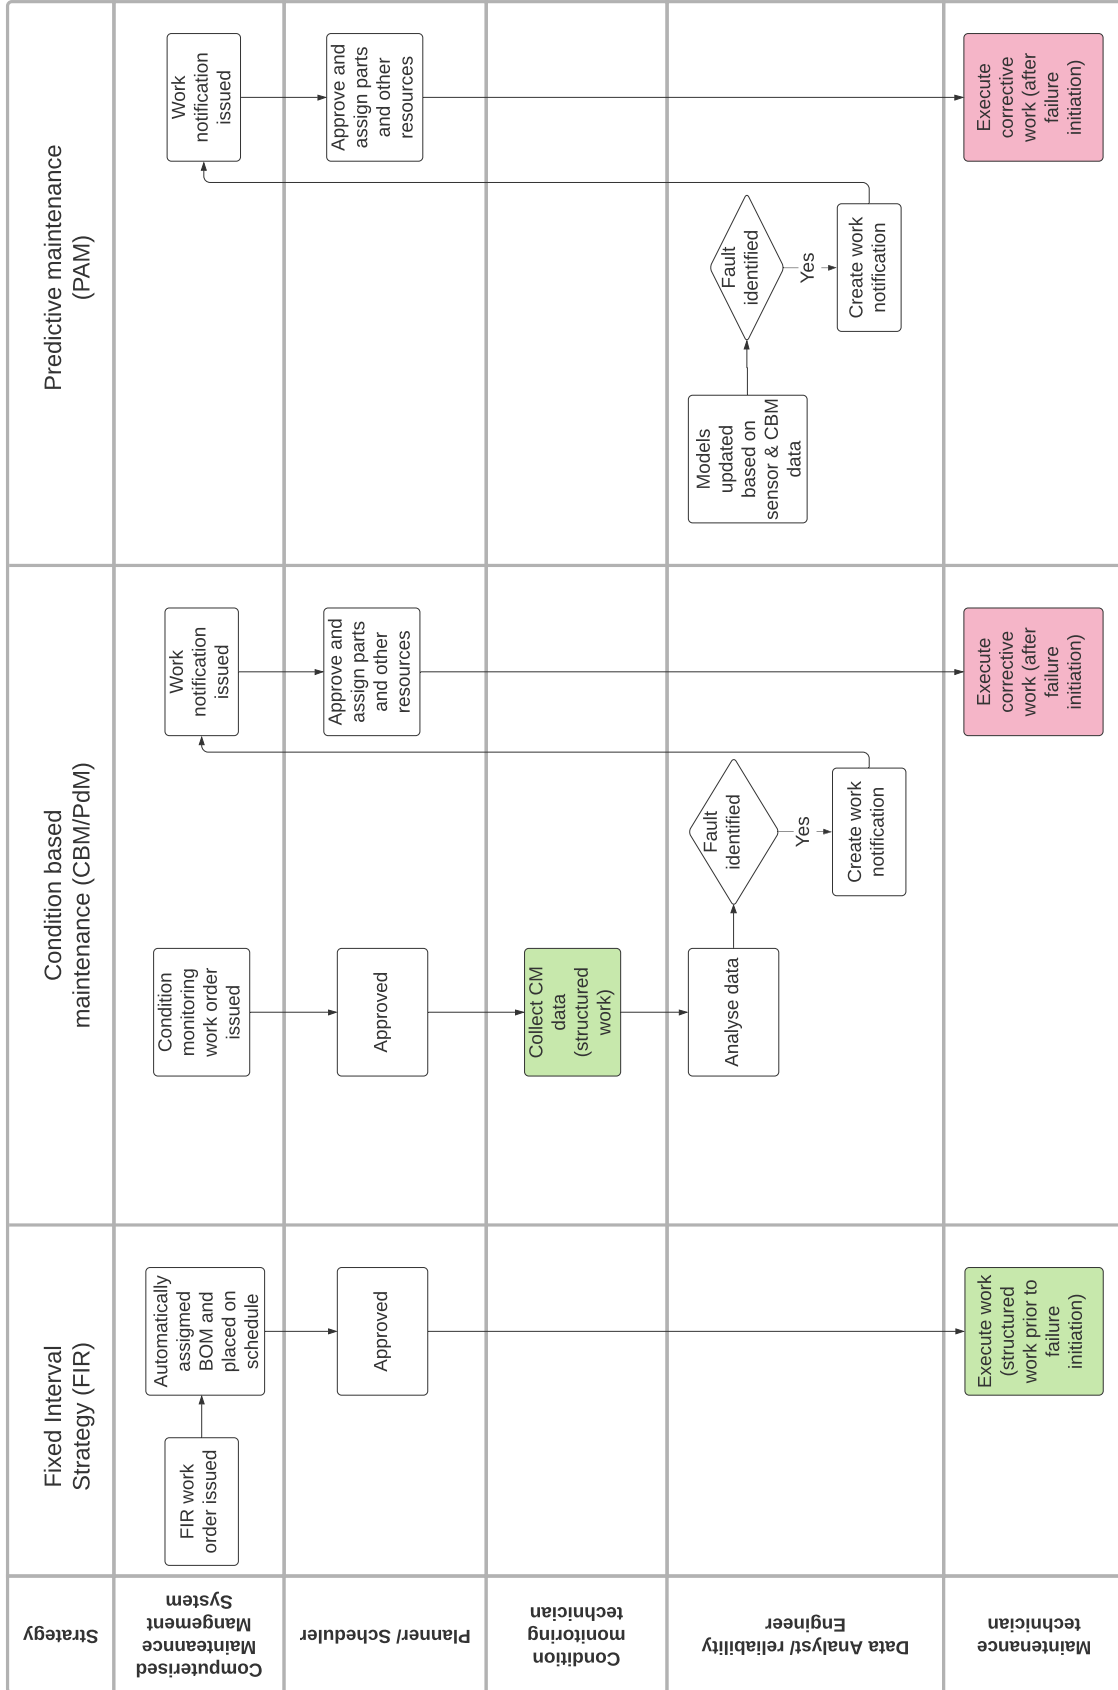 Strategy
Fixed Interval
Strategy (FIR)
Condition based
maintenance (CBM/PdM)
Predictive maintenance
(PAM)
Computerised
Mainteannce
Mangement
System
FIR work
order issued
Automatically
assigmed
BOM and
placed on
schedule
Condition
monitoring
work order
issued
Work
notification
issued
Work
notification
issued
Planner/ Scheduler
Approved
Approved
Approve and
assign parts
and other
resources
Approve and
assign parts
and other
resources
Condition
monitoring
technician
Collect CM
data
(structured
work)
Data Analyst/ reliability
Engineer
Analyse data
Fault
identified
Yes
Create work
notification
Models
updated
based on
sensor & CBM
data
Fault
identified
Yes
Create work
notification
Maintenance
technician
Execute work
(structured
work prior to
failure
initiation)
Execute
corrective
work (after
failure
initiation)
Execute
corrective
work (after
failure
initiation)